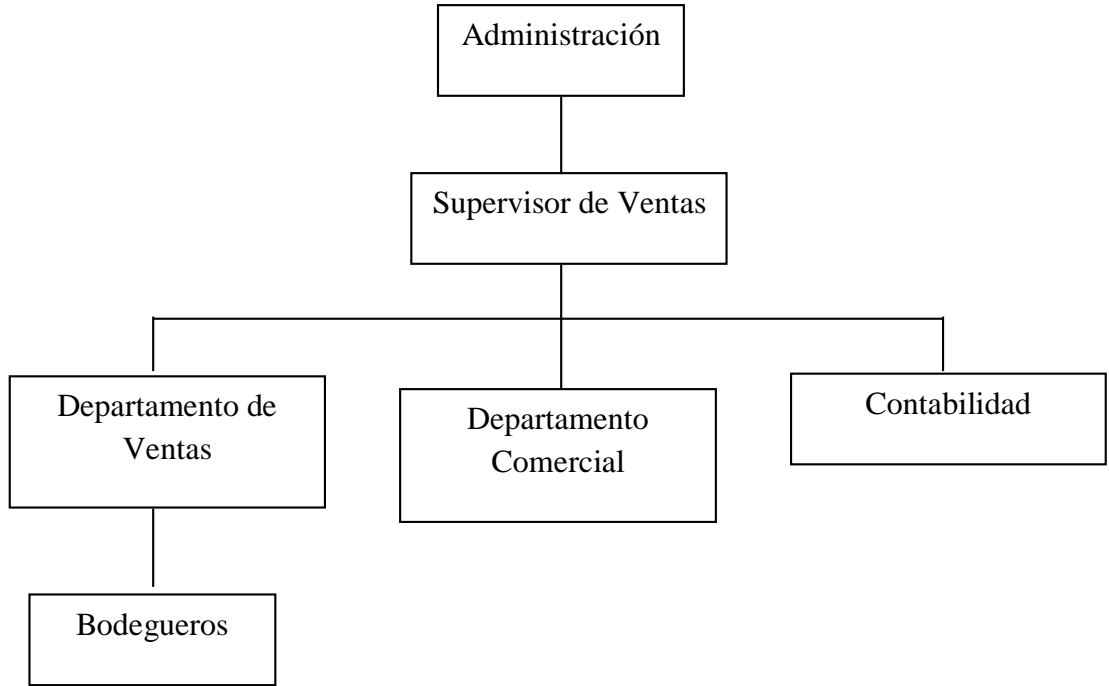 Administración
Supervisor de Ventas
Departamento de
Ventas
Departamento
Comercial
Contabilidad
Bodegueros